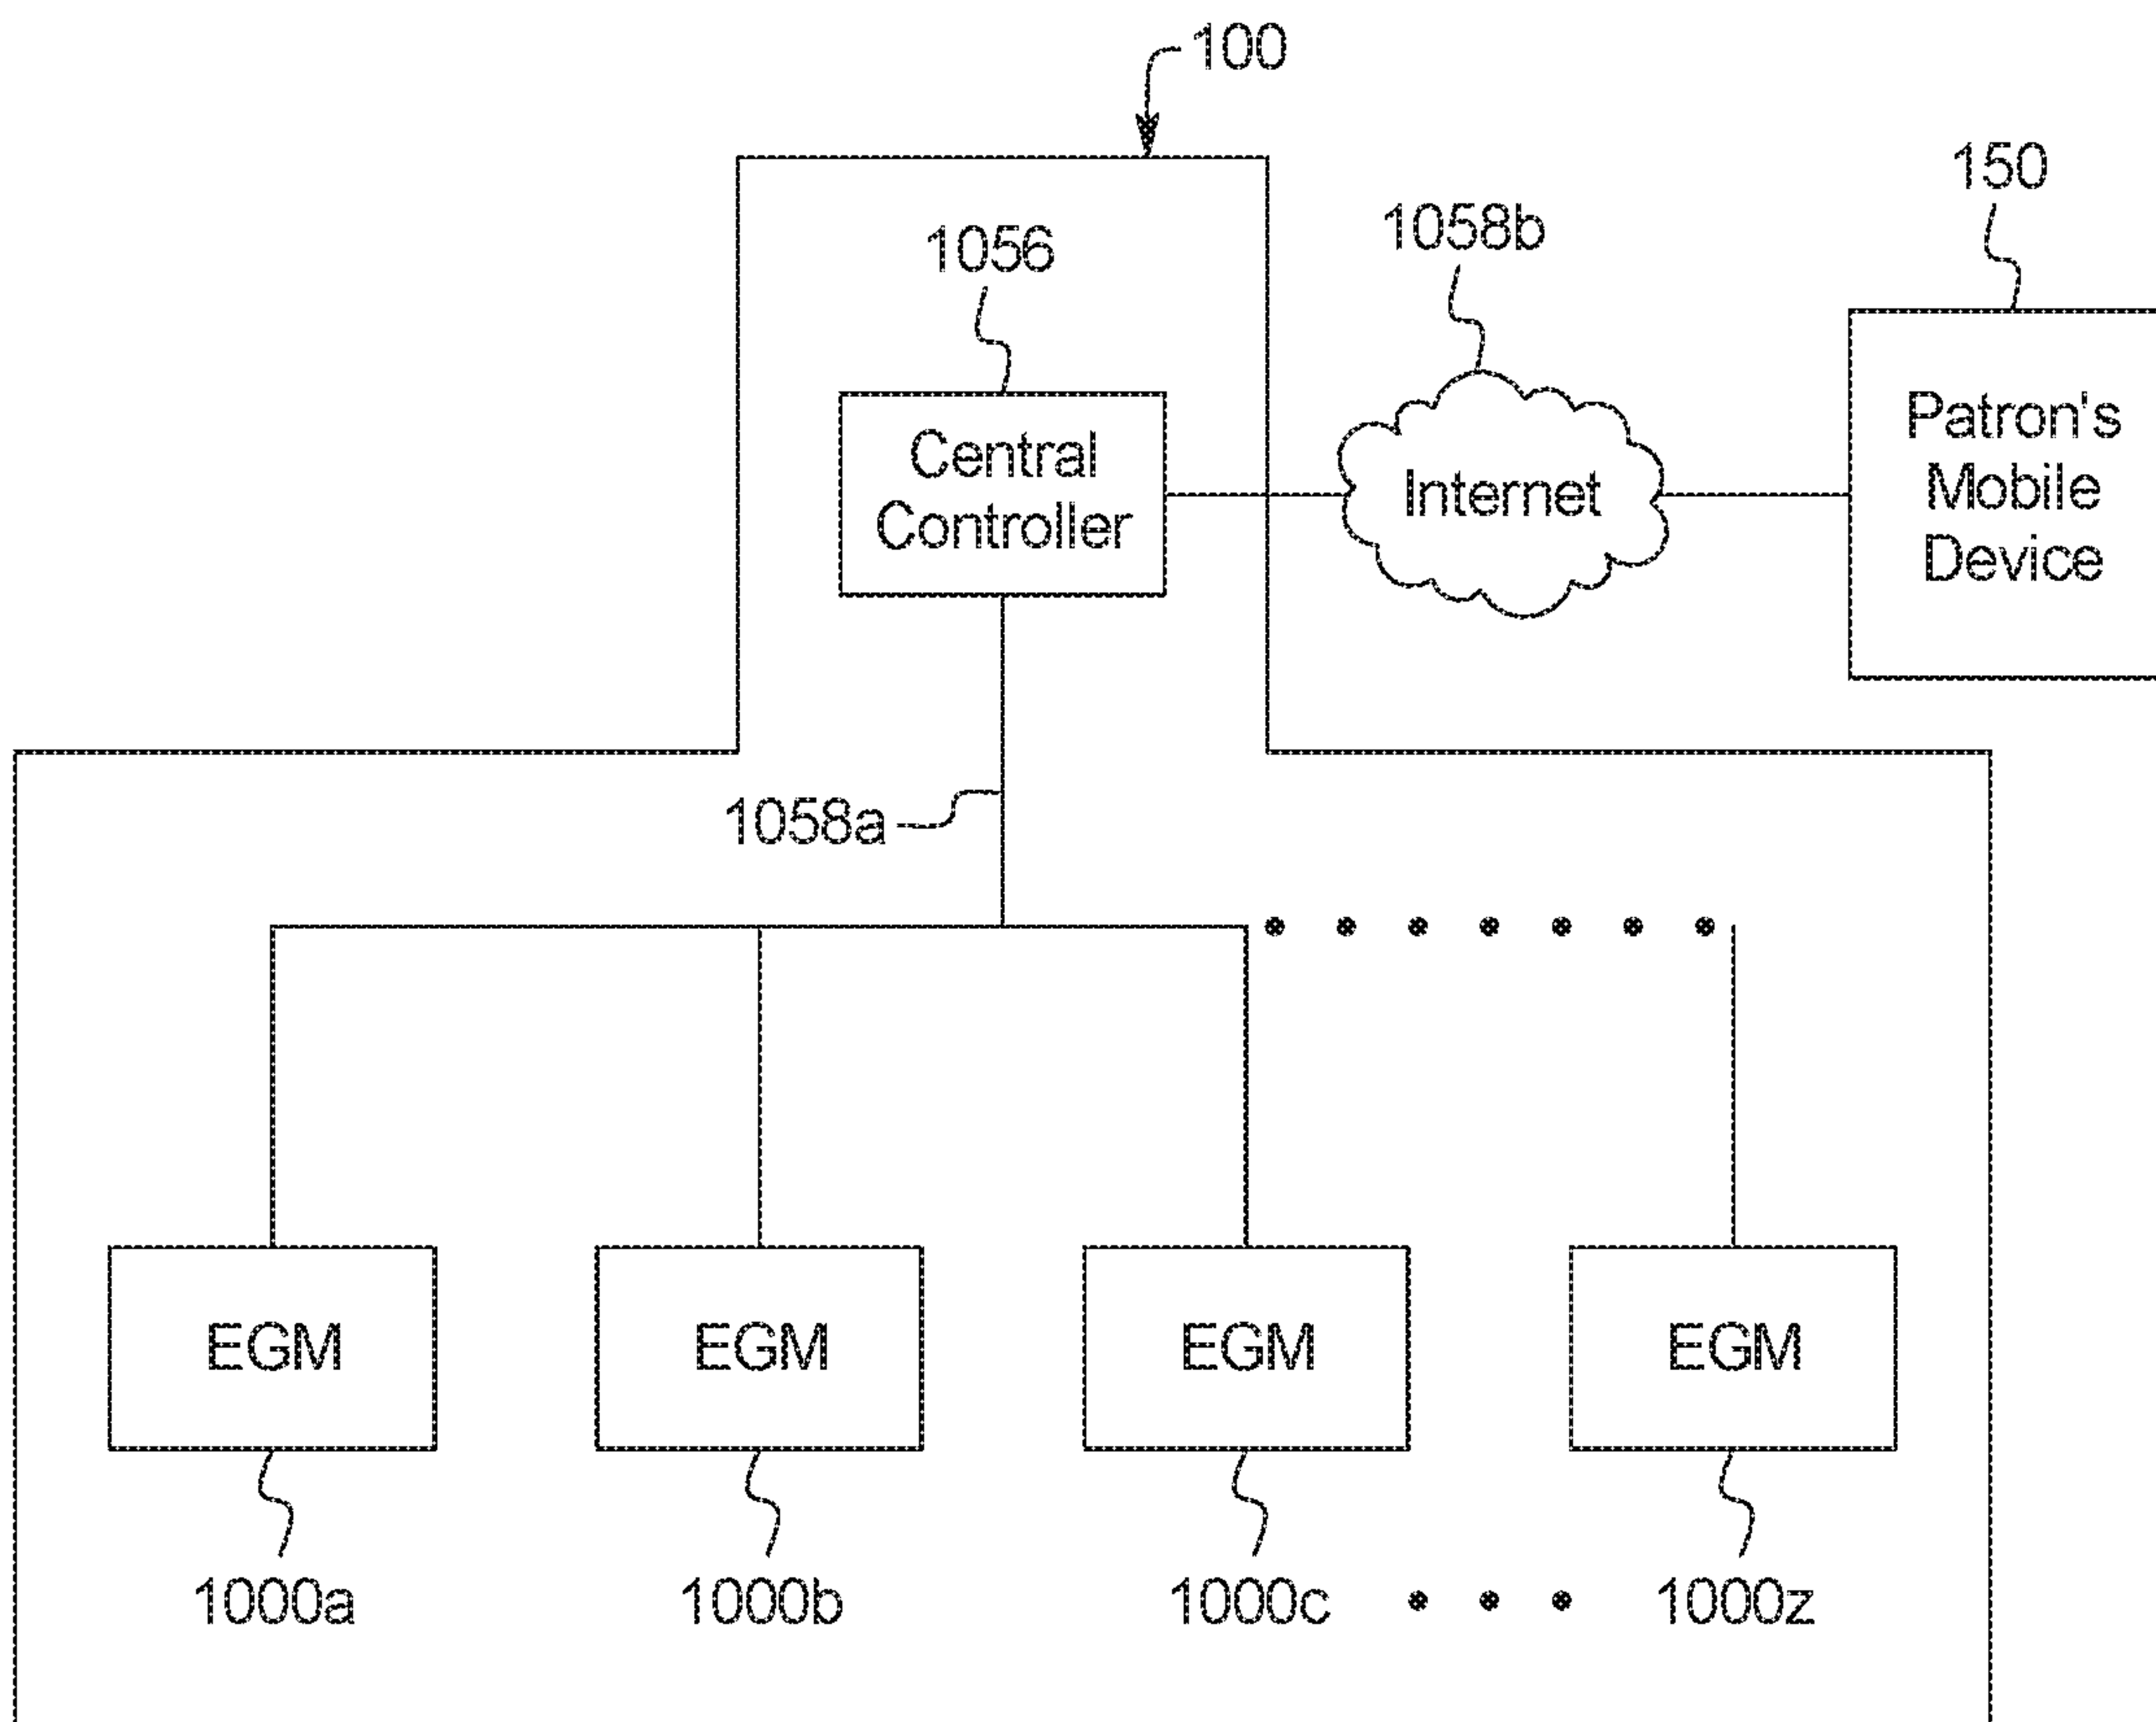 100
150
1056
1058b
Central
Controller
Internet
Patron's
Mobile
Device
1058a
EGM
EGM
EGM
EGM
1000a
1000b
1000c
1000z